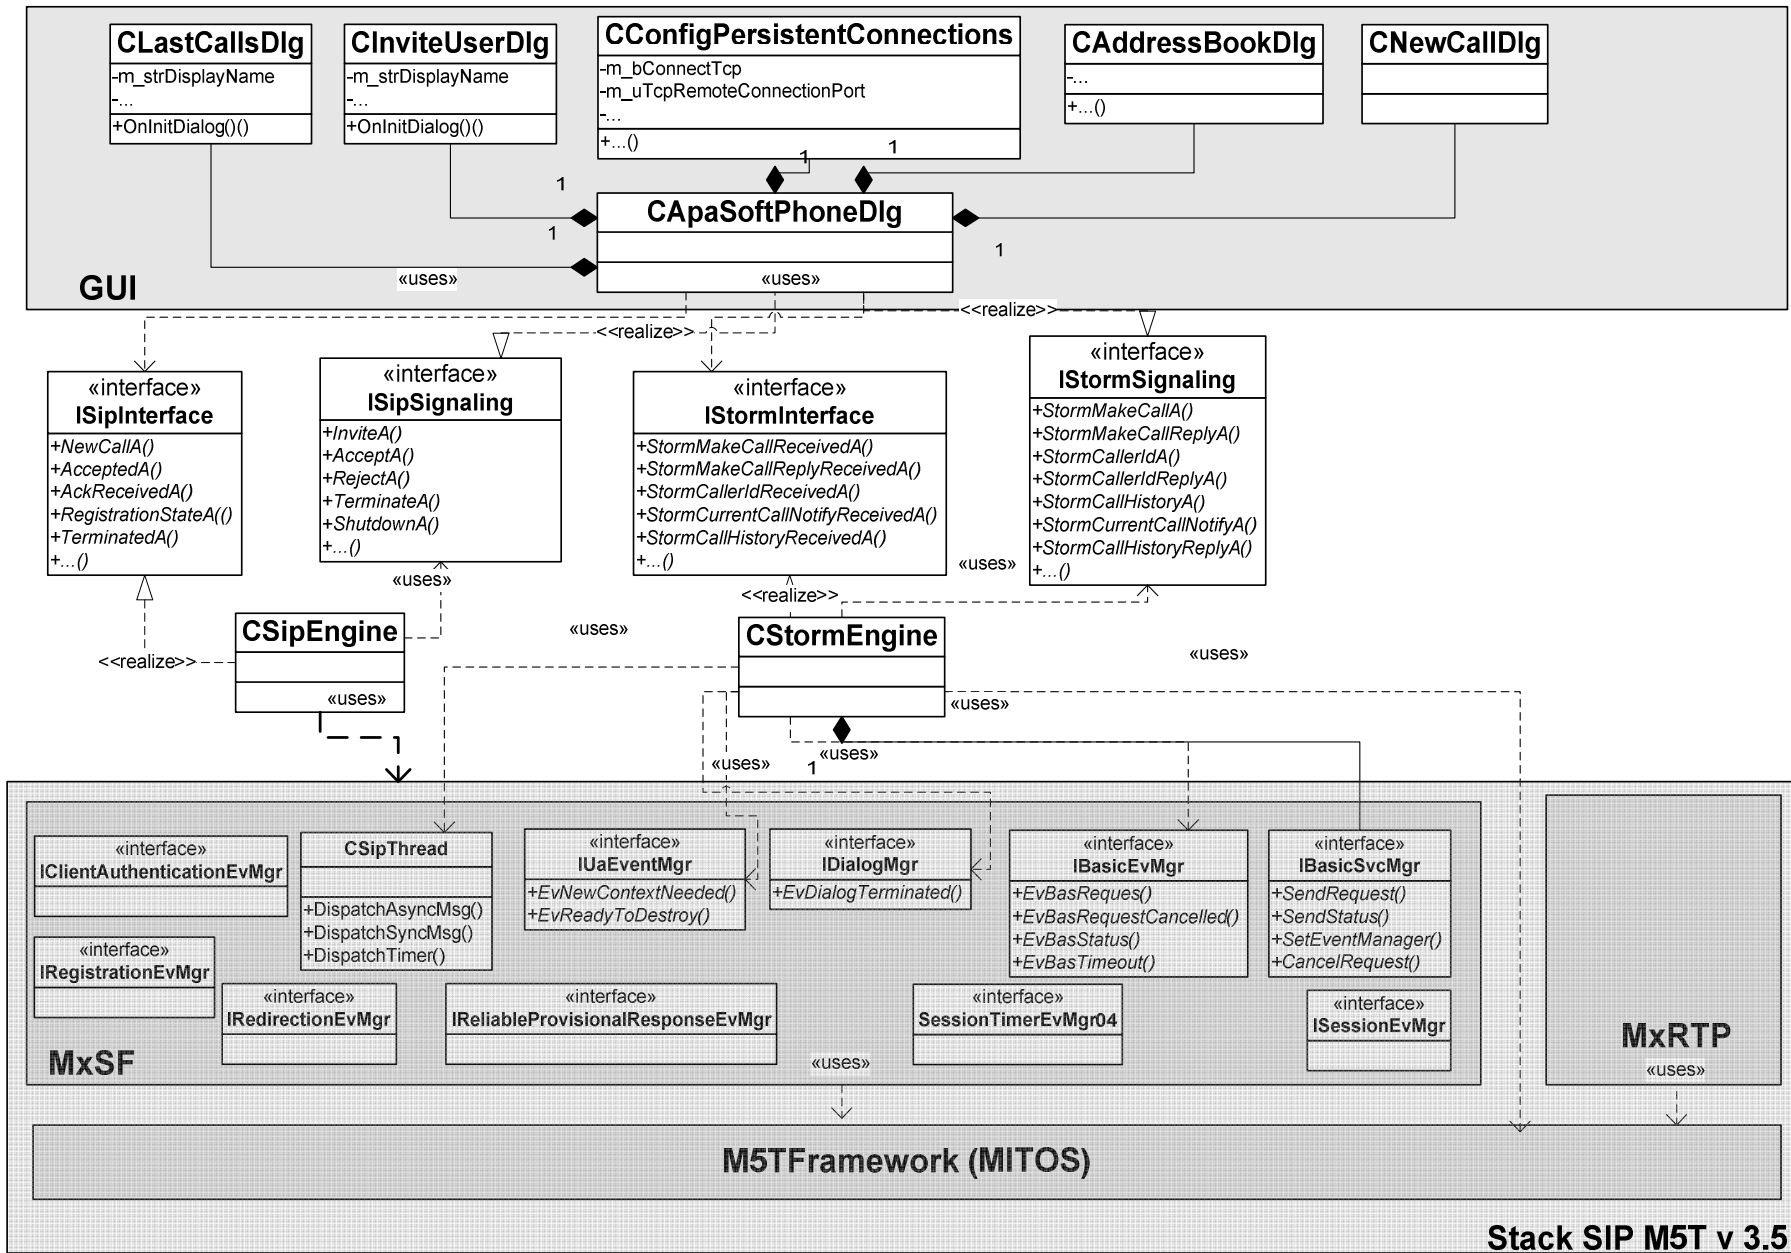 CLastCallsDlg
-m_strDisplayName
-...
+OnInitDialog()()
CInviteUserDlg
-m_strDisplayName
-...
+OnInitDialog()()
CConfigPersistentConnections
-m_bConnectTcp
-m_uTcpRemoteConnectionPort
-...
+...()
CAddressBookDlg
-...
+...()
CNewCallDlg
1
1
1
1
1
CApaSoftPhoneDlg
«uses»
«uses»
GUI
<<realize>>
<<realize>>
«interface»
ISipInterface
+NewCallA()
+AcceptedA()
+AckReceivedA()
+RegistrationStateA(()
+TerminatedA()
+...()
«interface»
ISipSignaling
+InviteA()
+AcceptA()
+RejectA()
+TerminateA()
+ShutdownA()
+...()
«interface»
IStormInterface
+StormMakeCallReceivedA()
+StormMakeCallReplyReceivedA()
+StormCallerIdReceivedA()
+StormCurrentCallNotifyReceivedA()
+StormCallHistoryReceivedA()
+...()
«interface»
IStormSignaling
+StormMakeCallA()
+StormMakeCallReplyA()
+StormCallerIdA()
+StormCallerIdReplyA()
+StormCallHistoryA()
+StormCurrentCallNotifyA()
+StormCallHistoryReplyA()
+...()
«uses»
«uses»
<<realize>>
<<realize>>
CSipEngine
«uses»
«uses»
CStormEngine
«uses»
«uses»
«uses»
«uses»
1
«interface»
IClientAuthenticationEvMgr
CSipThread
+DispatchAsyncMsg()
+DispatchSyncMsg()
+DispatchTimer()
«interface»
IUaEventMgr
+EvNewContextNeeded()
+EvReadyToDestroy()
«interface»
IDialogMgr
+EvDialogTerminated()
«interface»
IBasicEvMgr
+EvBasReques()
+EvBasRequestCancelled()
+EvBasStatus()
+EvBasTimeout()
«interface»
IBasicSvcMgr
+SendRequest()
+SendStatus()
+SetEventManager()
+CancelRequest()
«interface»
IRegistrationEvMgr
«interface»
IRedirectionEvMgr
«interface»
IReliableProvisionalResponseEvMgr
«interface»
SessionTimerEvMgr04
«interface»
ISessionEvMgr
MxSF
«uses»
MxRTP
«uses»
M5TFramework (MITOS)
Stack SIP M5T v 3.5